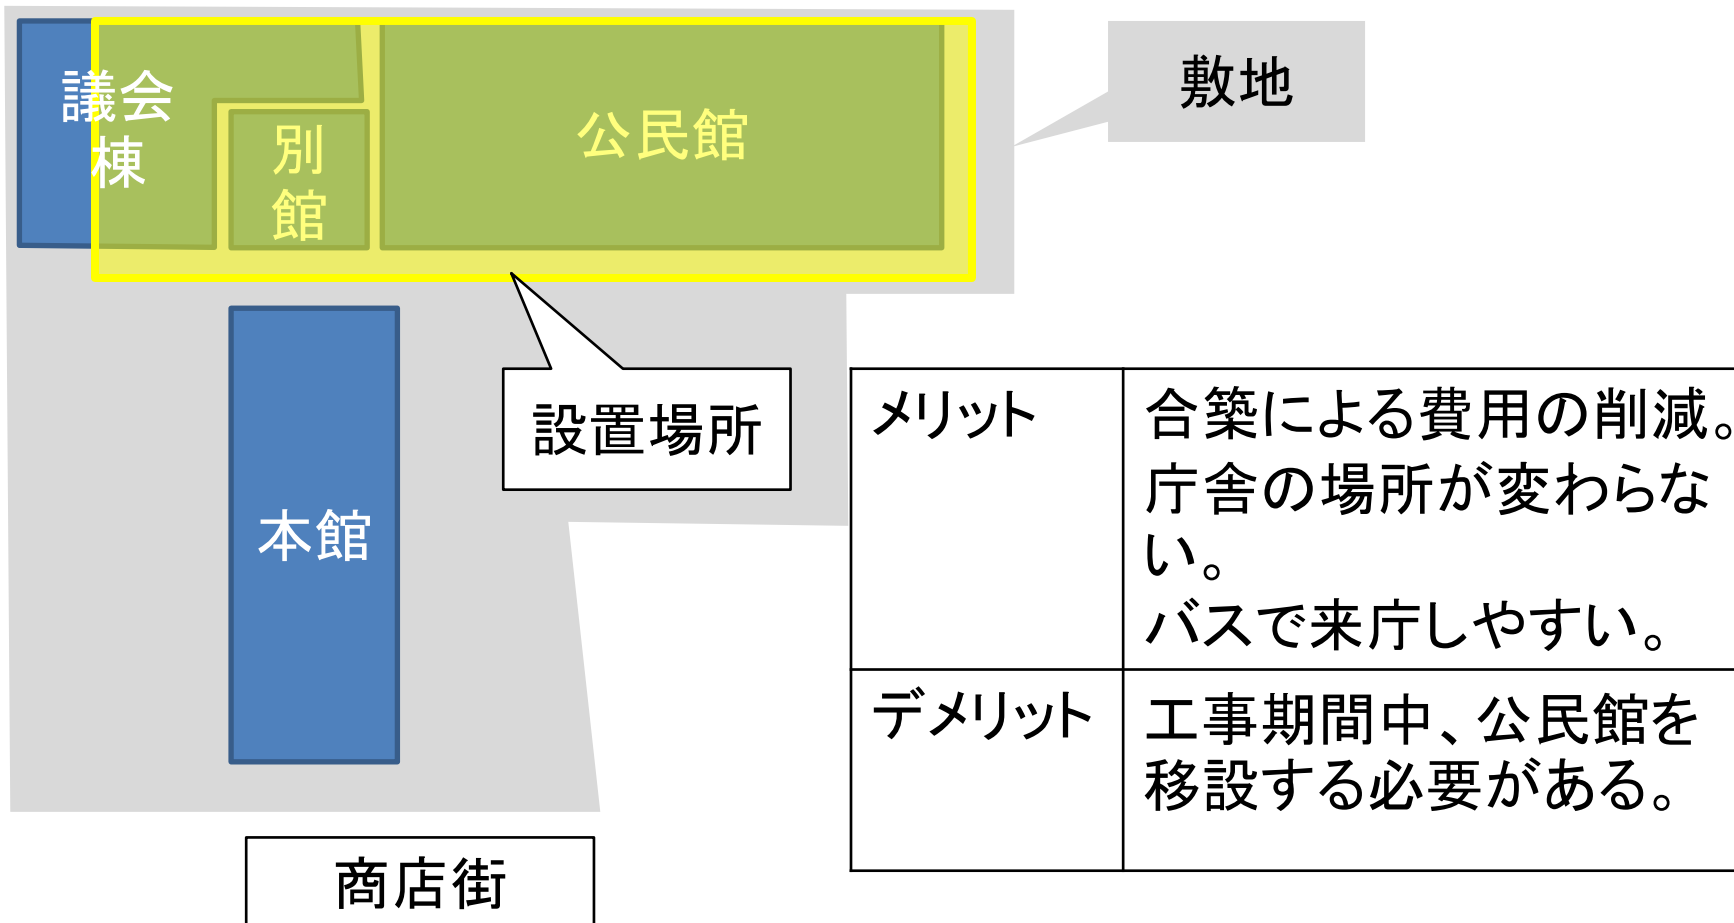 議会
棟
別
館
公民館
敷地
設置場所
本館
メリット
合築による費用の削減。
庁舎の場所が変わらな
い。
バスで来庁しやすい。
デメリット
工事期間中、公民館を
移設する必要がある。
商店街